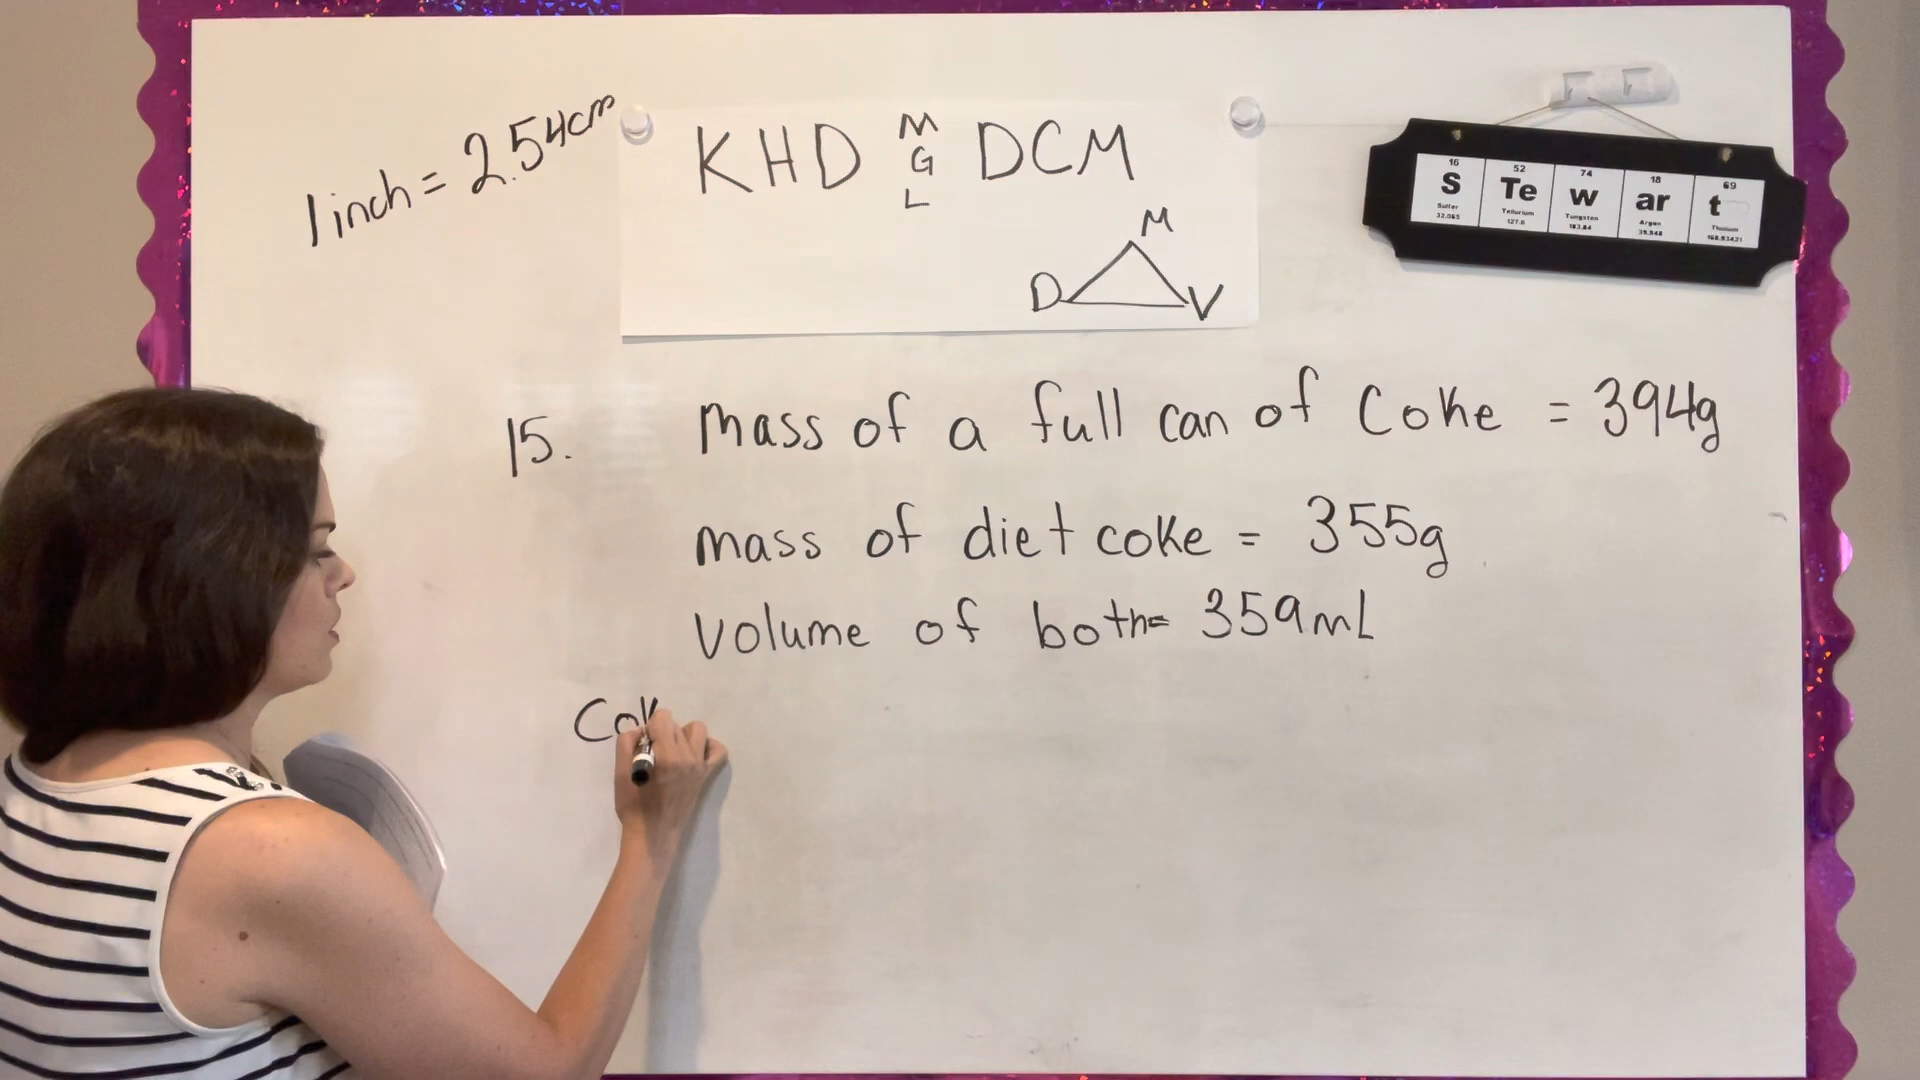 1 inch = 2.54cm
KHD M G L DCM
M
D V
16 52 74 18 69
S Te W ar t
Sulfer Tellurium Tungsten Argon Thulium
32.065 127.6 183.84 39.948 168.93421
15. Mass of a full can of Coke = 394g
mass of diet coke = 355g
Volume of both= 359mL
Cok